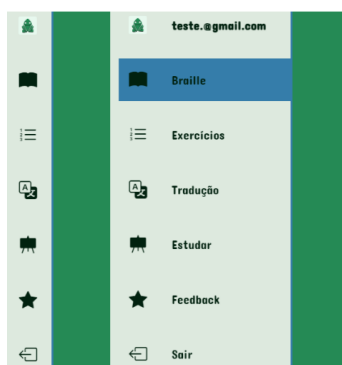 teste.@gmail.com
Braille
Exercícios
Tradução
Estudar
Feedback
Sair